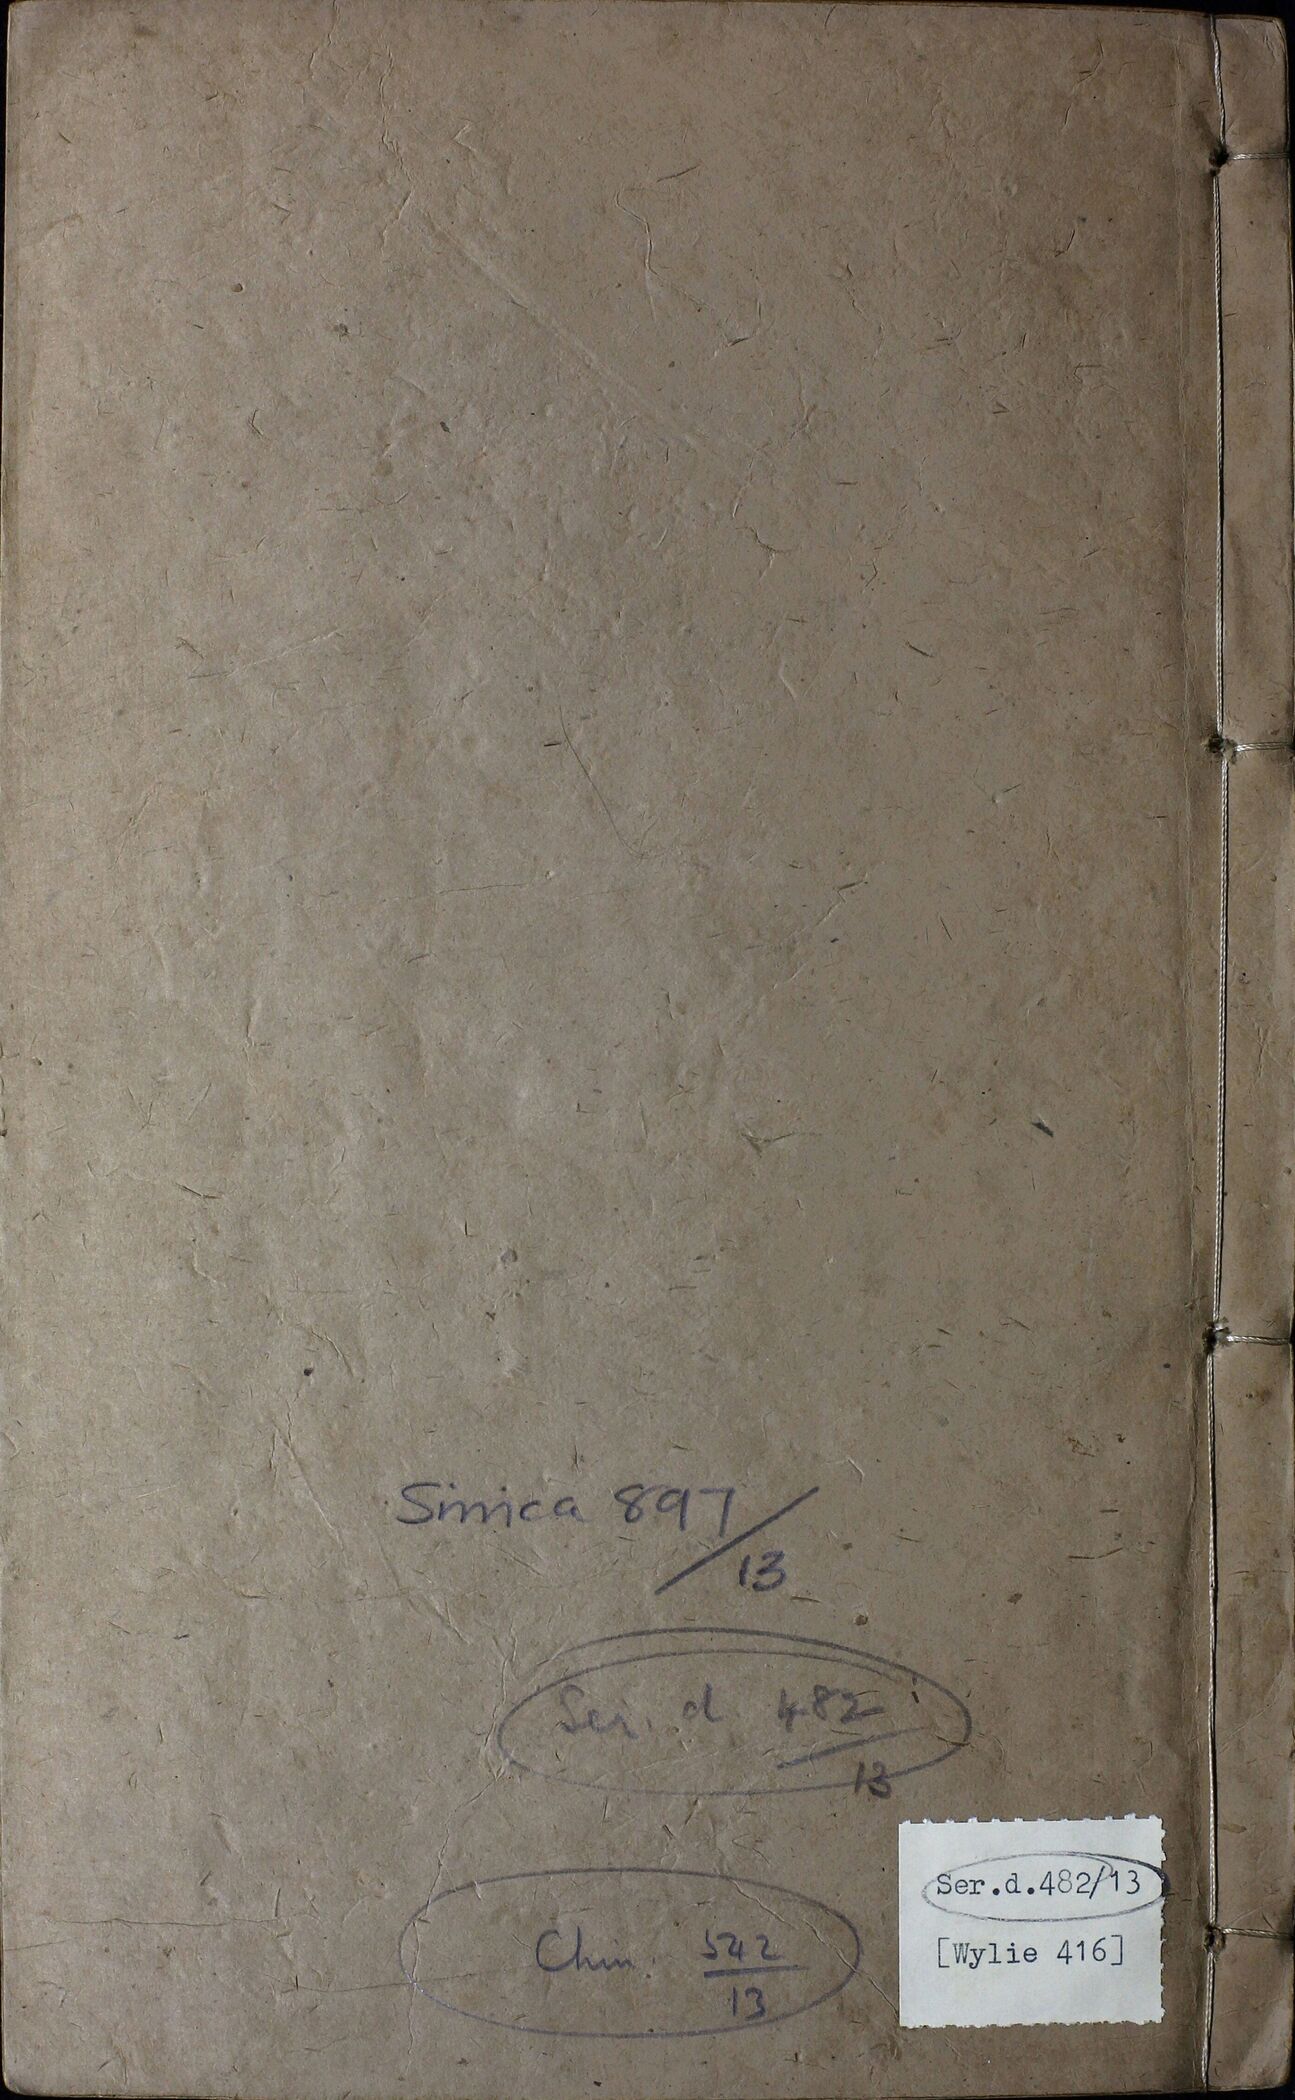 Sinica 897/
13
Ser. d. 482
13
Ser.d.482/13
[Wylie 416]
Chin. 542
13